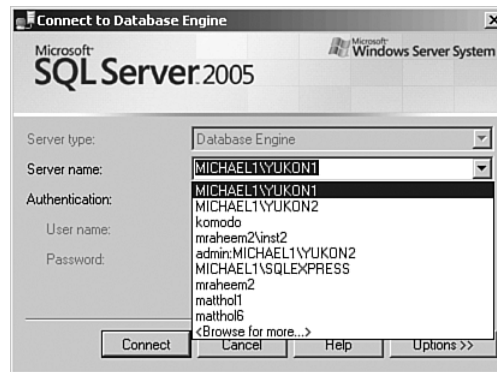 Connect to Database Engine
Microsoft
SQL Server 2005
Microsoft
Windows Server System
Server type:
Database Engine
Server name:
MICHAEL1\YUKON1
MICHAEL1\YUKON1
MICHAEL1\YUKON2
komodo
mraheem2\inst2
admin:MICHAEL1\YUKON2
MICHAEL1\SQLEXPRESS
mraheem2
matthol1
matthol6
<Browse for more...>
Authentication:
User name:
Password:
Connect
Cancel
Help
Options >>